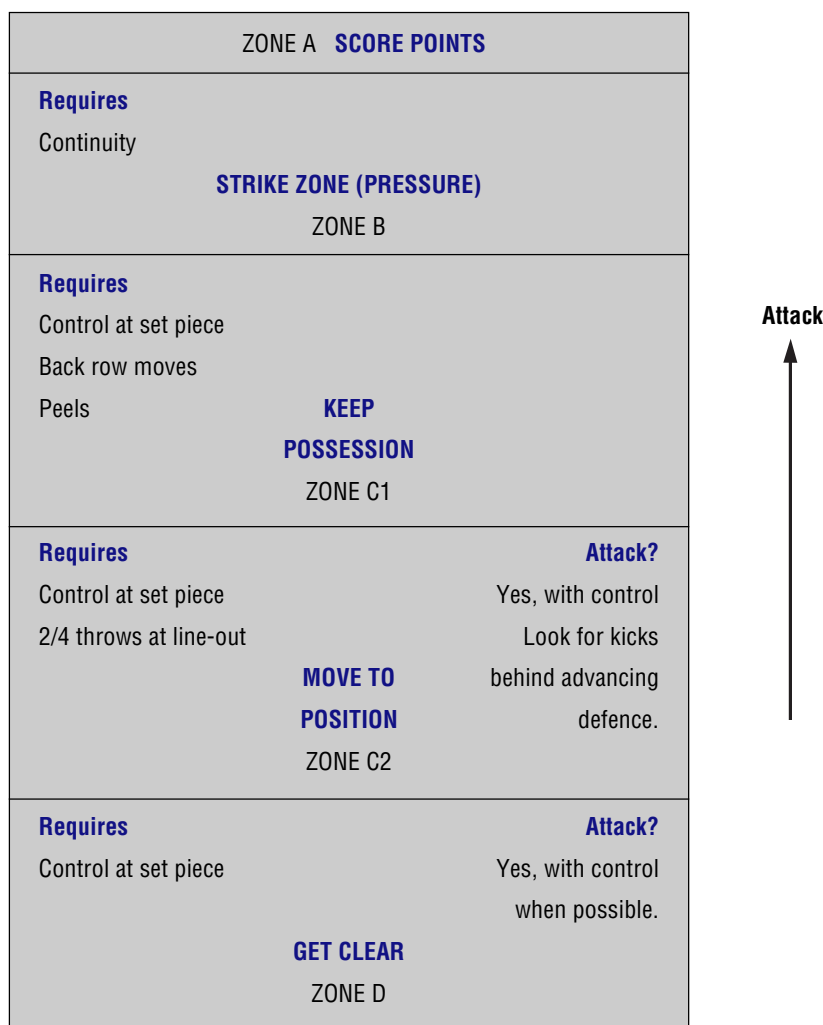 ZONE A SCORE POINTS
Requires
Continuity
STRIKE ZONE (PRESSURE)
ZONE B
Requires
Control at set piece
Back row moves
Peels KEEP
POSSESSION
ZONE C1
Attack
Requires Attack?
Control at set piece Yes, with control
2/4 throws at line-out Look for kicks
MOVE TO behind advancing
POSITION defence.
ZONE C2
Requires Attack?
Control at set piece Yes, with control
when possible.
GET CLEAR
ZONE D